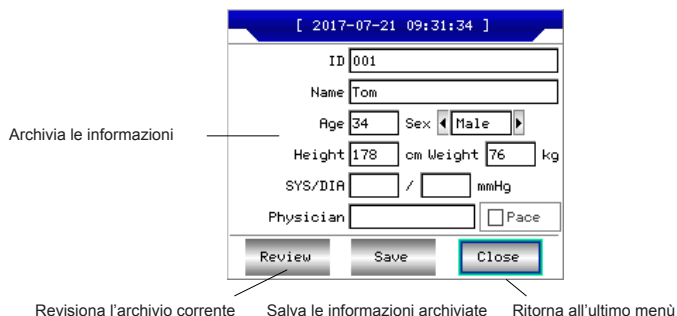 [ 2017-07-21 09:31:34 ]
ID 001
Name Tom
Age 34 Sex Male
Archivia le informazioni
Height 178 cm Weight 76 kg
SYS/DIA / mmHg
Physician Pace
Review Save Close
Revisiona l'archivio corrente Salva le informazioni archiviate Ritorna all'ultimo menù